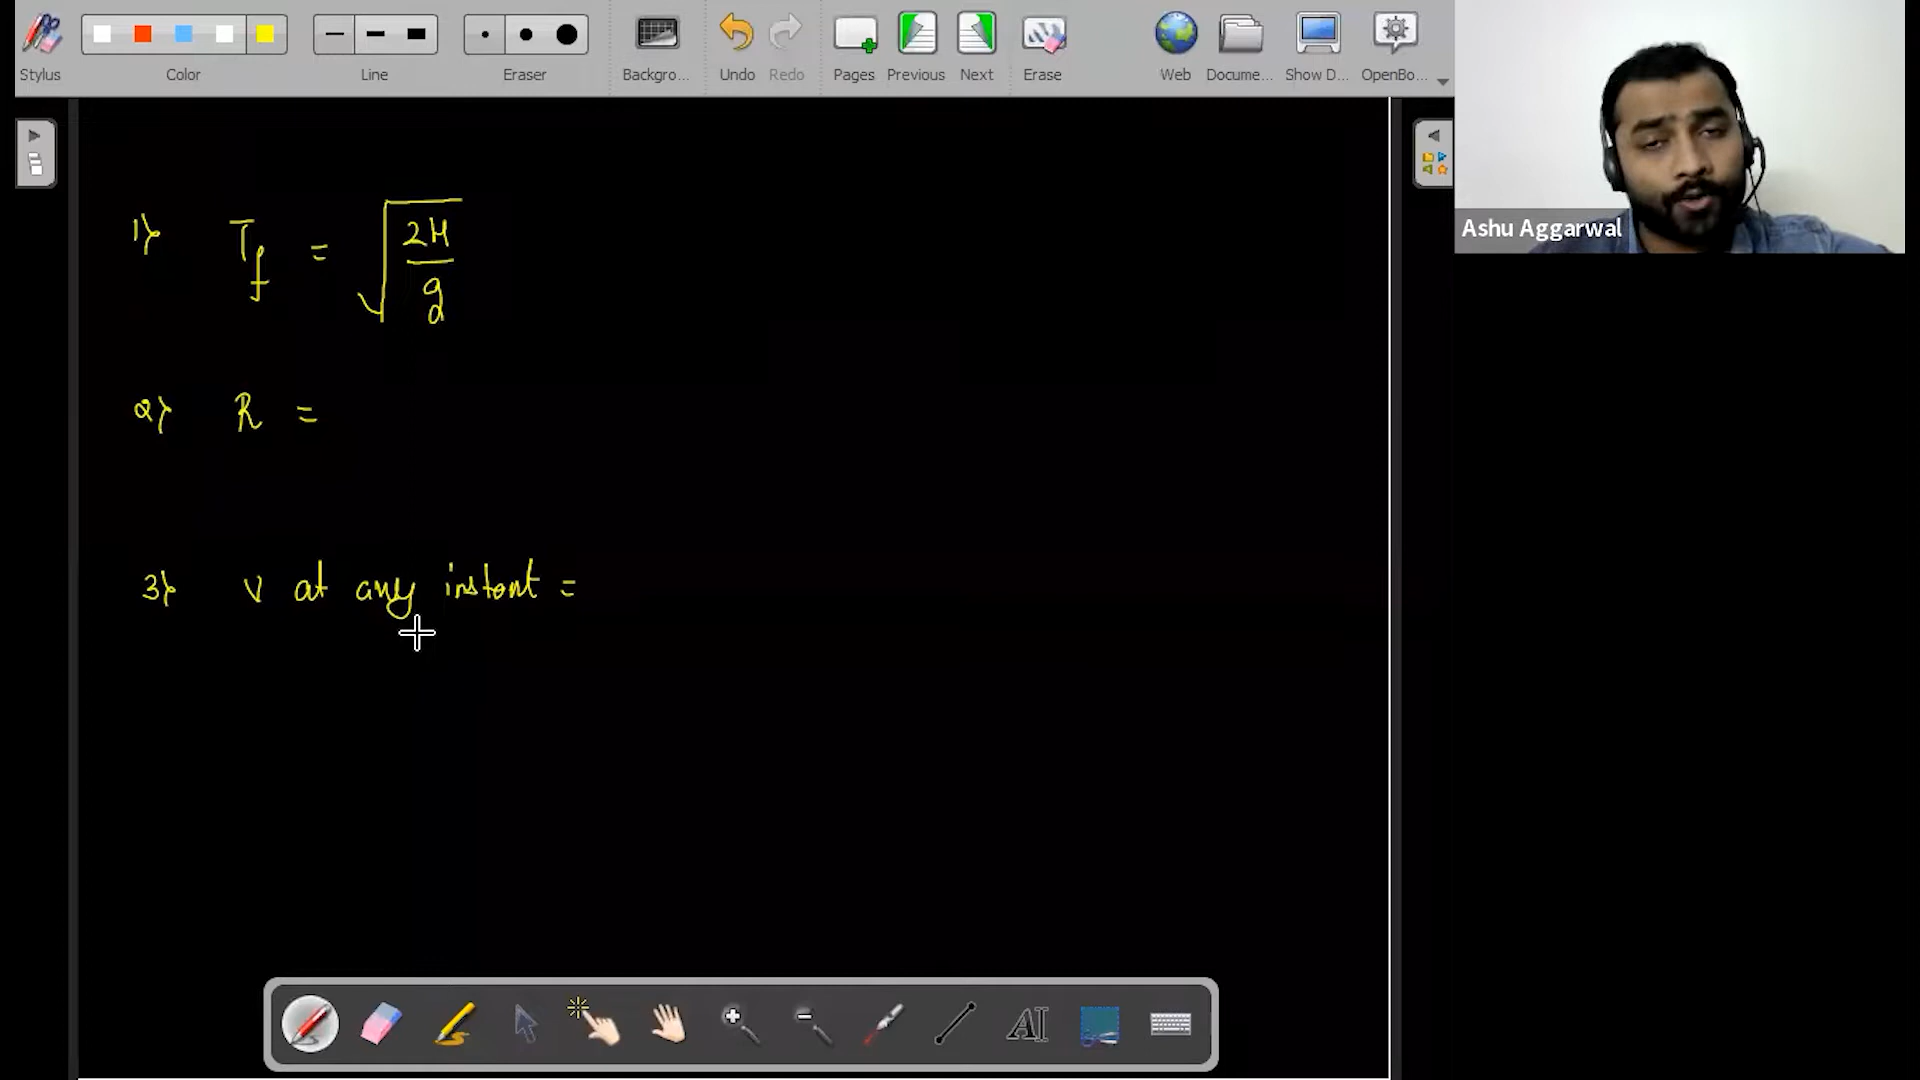 Stylus Color Line Eraser Backgro... Undo Redo Pages Previous Next Erase Web Docume... Show D... OpenBo...
Ashu Aggarwal
1) T_f = √(2H/g)
2) R =
3) V at any instant =
AI